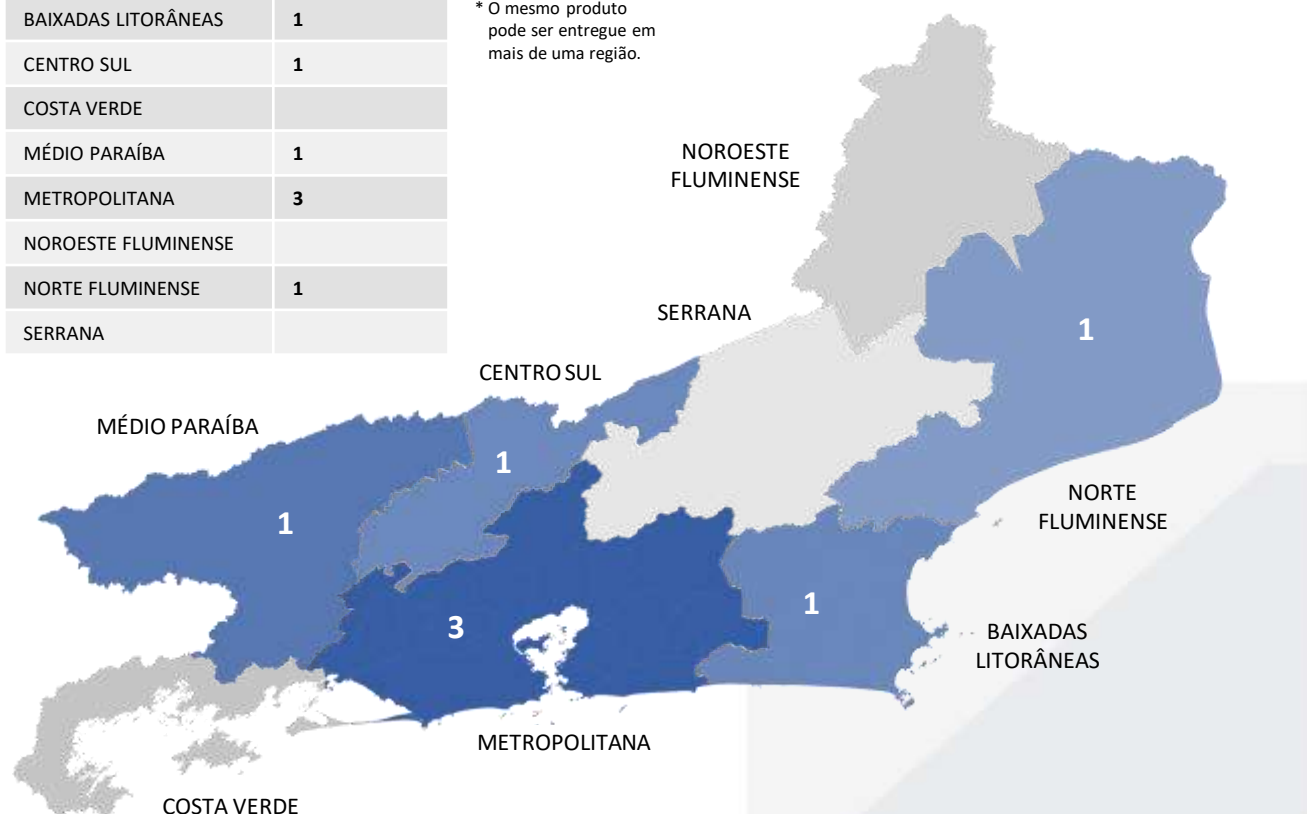 BAIXADAS LITORÂNEAS 1
CENTRO SUL 1
COSTA VERDE
MÉDIO PARAÍBA 1
METROPOLITANA 3
NOROESTE FLUMINENSE
NORTE FLUMINENSE 1
SERRANA
* O mesmo produto
pode ser entregue em
mais de uma região.
NOROESTE
FLUMINENSE
SERRANA
1
CENTRO SUL
MÉDIO PARAÍBA
1
NORTE
FLUMINENSE
1
1
3
BAIXADAS
LITORÂNEAS
METROPOLITANA
COSTA VERDE